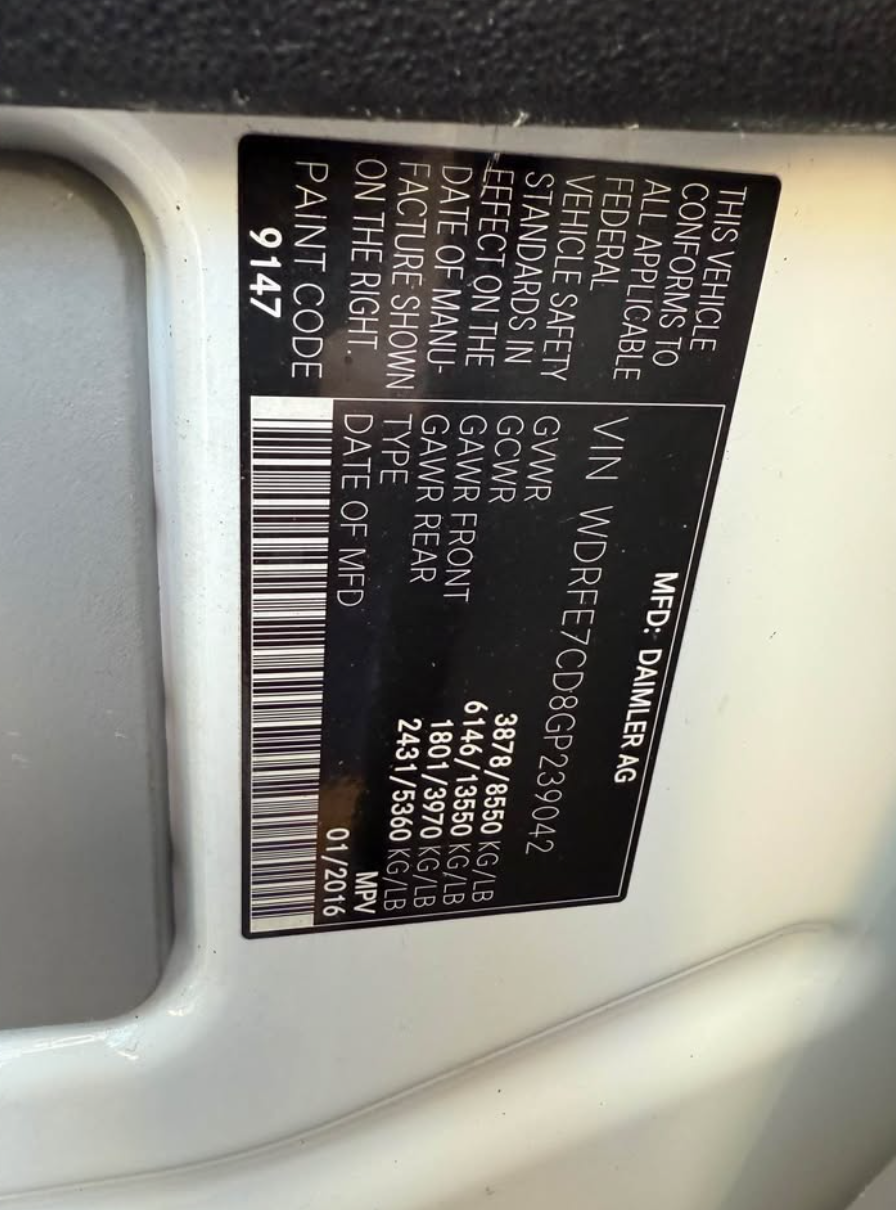 THIS VEHICLE
CONFORMS TO
ALL APPLICABLE
FEDERAL
VEHICLE SAFETY
STANDARDS IN
EFFECT ON THE
DATE OF MANU-
FACTURE SHOWN
ON THE RIGHT
PAINT CODE
9147
MFD: DAIMLER AG
VIN WDRFE7CD8GP239042
GVWR 3878/8550 KG/LB
GCWR 6146/13550 KG/LB
GAWR FRONT 1801/3970 KG/LB
GAWR REAR 2431/5360 KG/LB
TYPE MPV
DATE OF MFD 01/2016